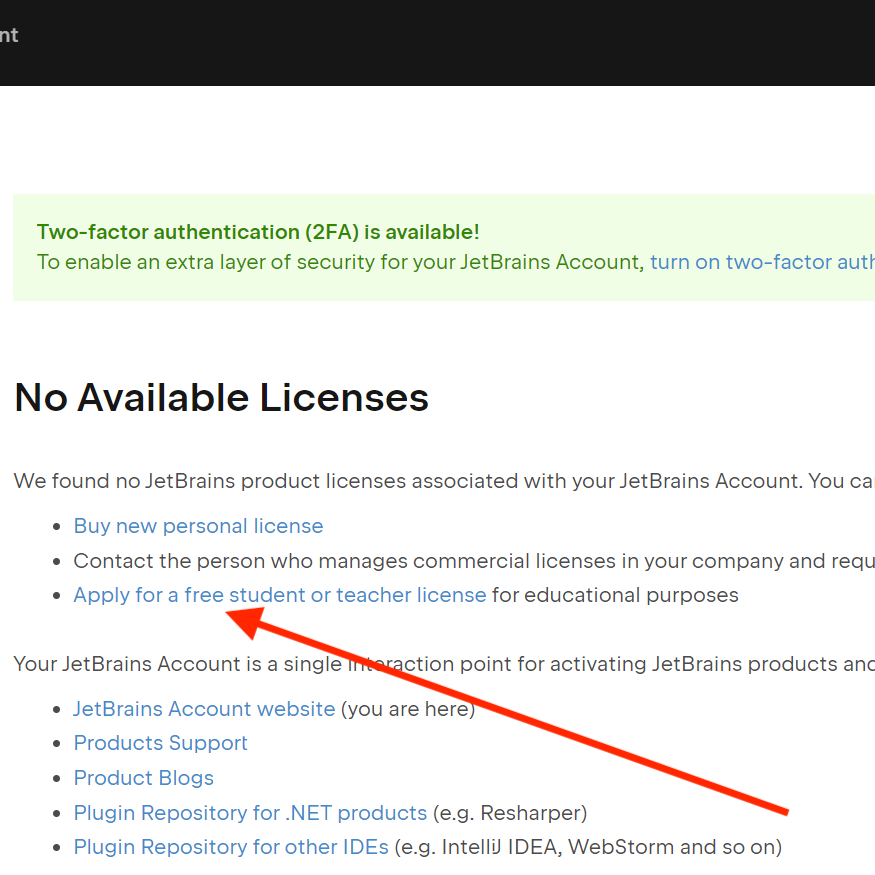 nt
Two-factor authentication (2FA) is available!
To enable an extra layer of security for your JetBrains Account, turn on two-factor auth
No Available Licenses
We found no JetBrains product licenses associated with your JetBrains Account. You ca
Buy new personal license
Contact the person who manages commercial licenses in your company and requ
Apply for a free student or teacher license for educational purposes
Your JetBrains Account is a single interaction point for activating JetBrains products and
JetBrains Account website (you are here)
Products Support
Product Blogs
Plugin Repository for .NET products (e.g. Resharper)
Plugin Repository for other IDEs (e.g. IntelliJ IDEA, WebStorm and so on)